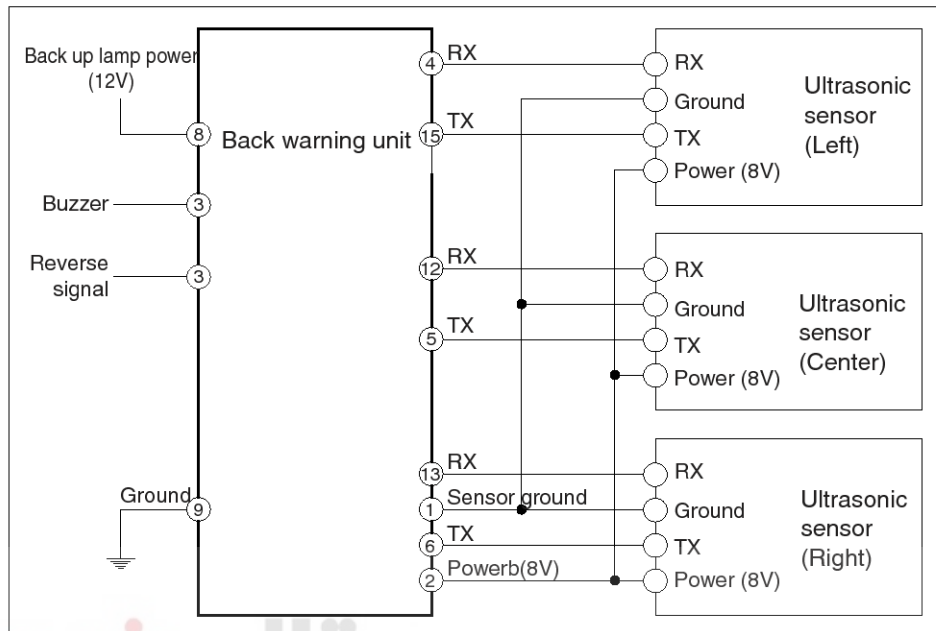 Back up lamp power
(12V)
8
Back warning unit
Buzzer
3
Reverse
signal
3
Ground
9
4
RX
15
TX
12
RX
5
TX
13
RX
1
Sensor ground
6
TX
2
Powerb(8V)
RX
Ground
TX
Power (8V)
Ultrasonic
sensor
(Left)
RX
Ground
TX
Power (8V)
Ultrasonic
sensor
(Center)
RX
Ground
TX
Power (8V)
Ultrasonic
sensor
(Right)